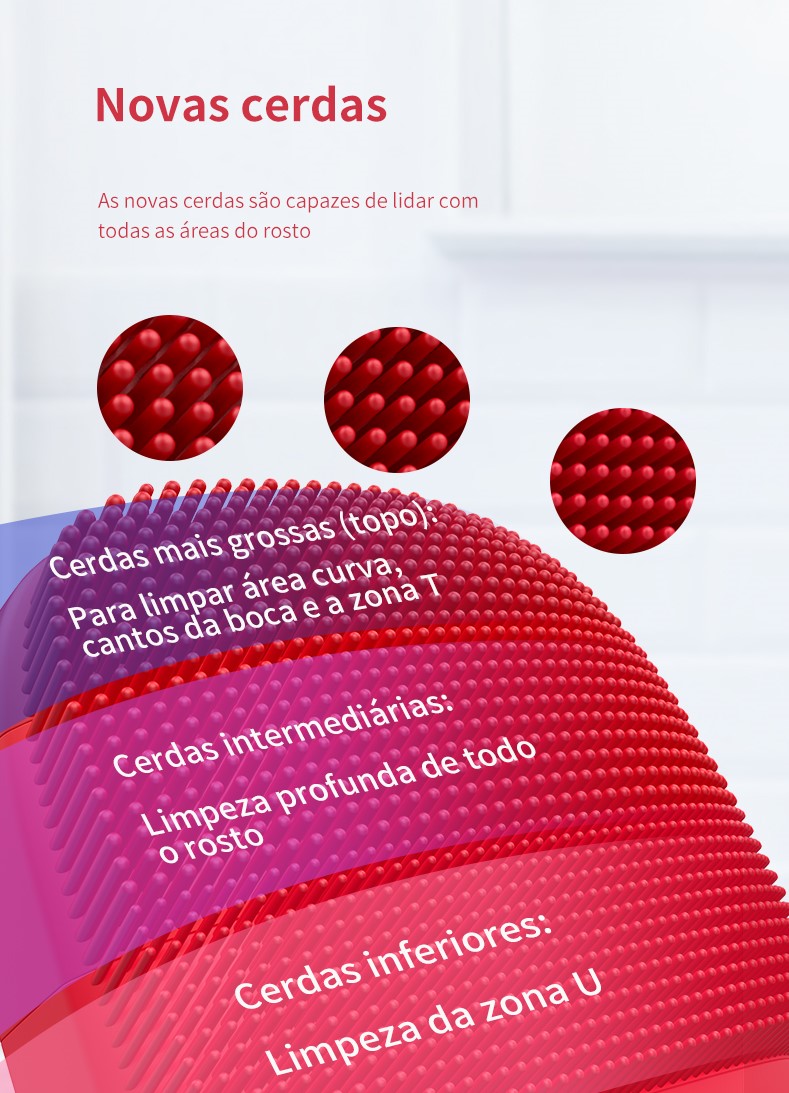 Novas cerdas
As novas cerdas são capazes de lidar com
todas as áreas do rosto
Cerdas mais grossas (topo):
Para limpar área curva,
cantos da boca e a zona T
Cerdas intermediárias:
Limpeza profunda de todo
o rosto
Cerdas inferiores:
Limpeza da zona U